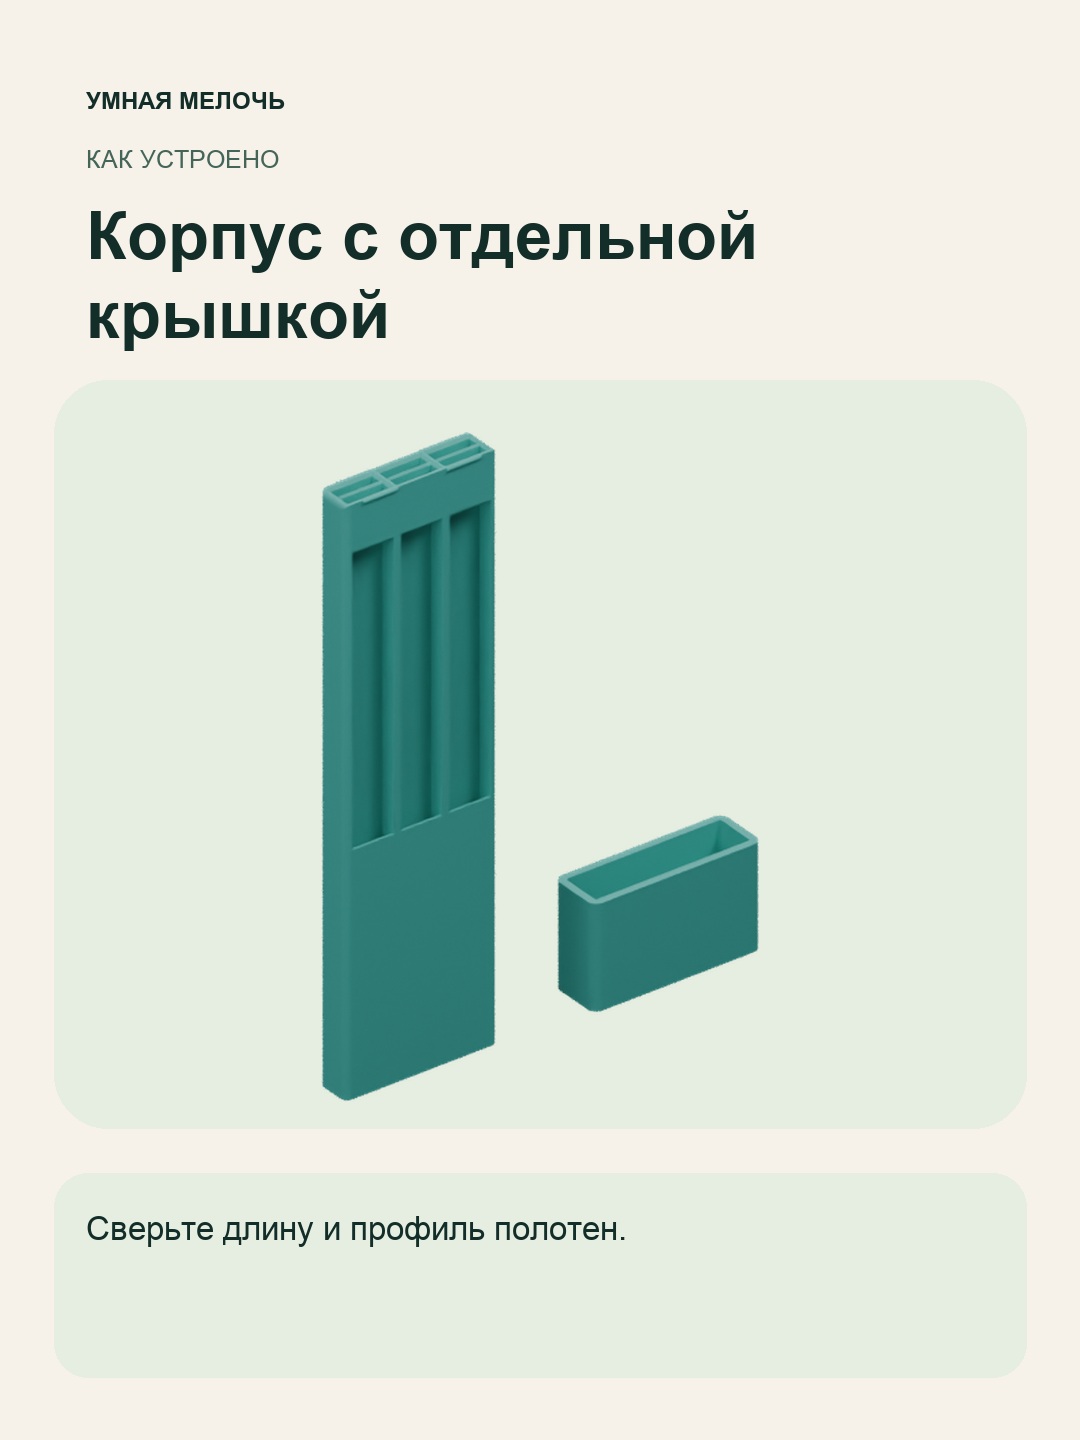 УМНАЯ МЕЛОЧЬ
КАК УСТРОЕНО
Корпус с отдельной
крышкой
Сверьте длину и профиль полотен.